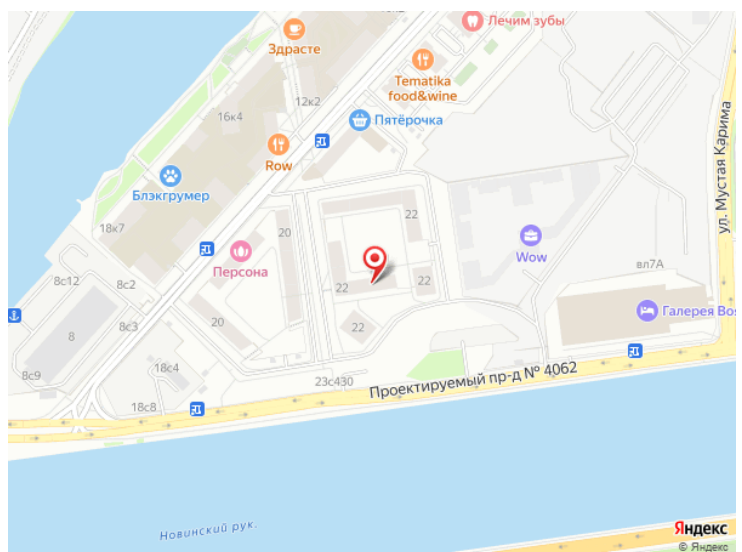 Лечим зубы
Здрасте
Tematika
food&wine
12к2
16к4
Пятёрочка
Row
Блэкгрумер
ул. Мустая Карима
18к7
22
20
Wow
Персона
вл7А
8с12
8с2
22
22
Галерея Bos
8с3
20
22
8
18с4
8с9
23с430
Проектируемый пр-д № 4062
18с8
Новинский рук.
Яндекс
© Яндекс